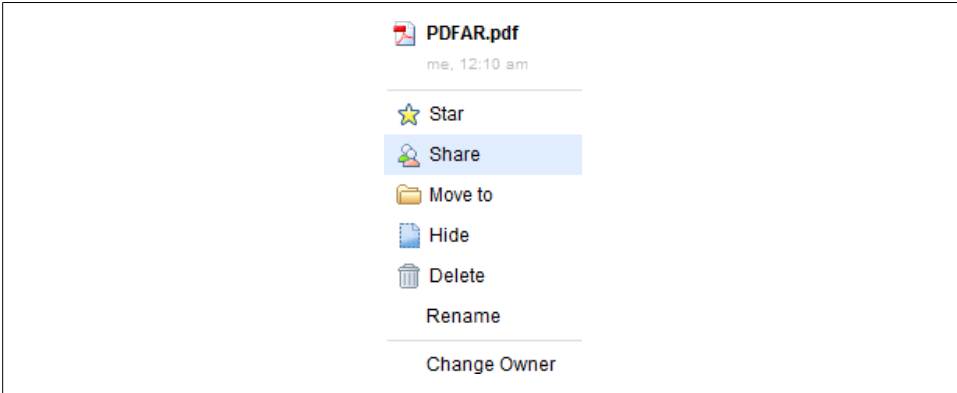 PDFAR.pdf
me, 12:10 am
Star
Share
Move to
Hide
Delete
Rename
Change Owner